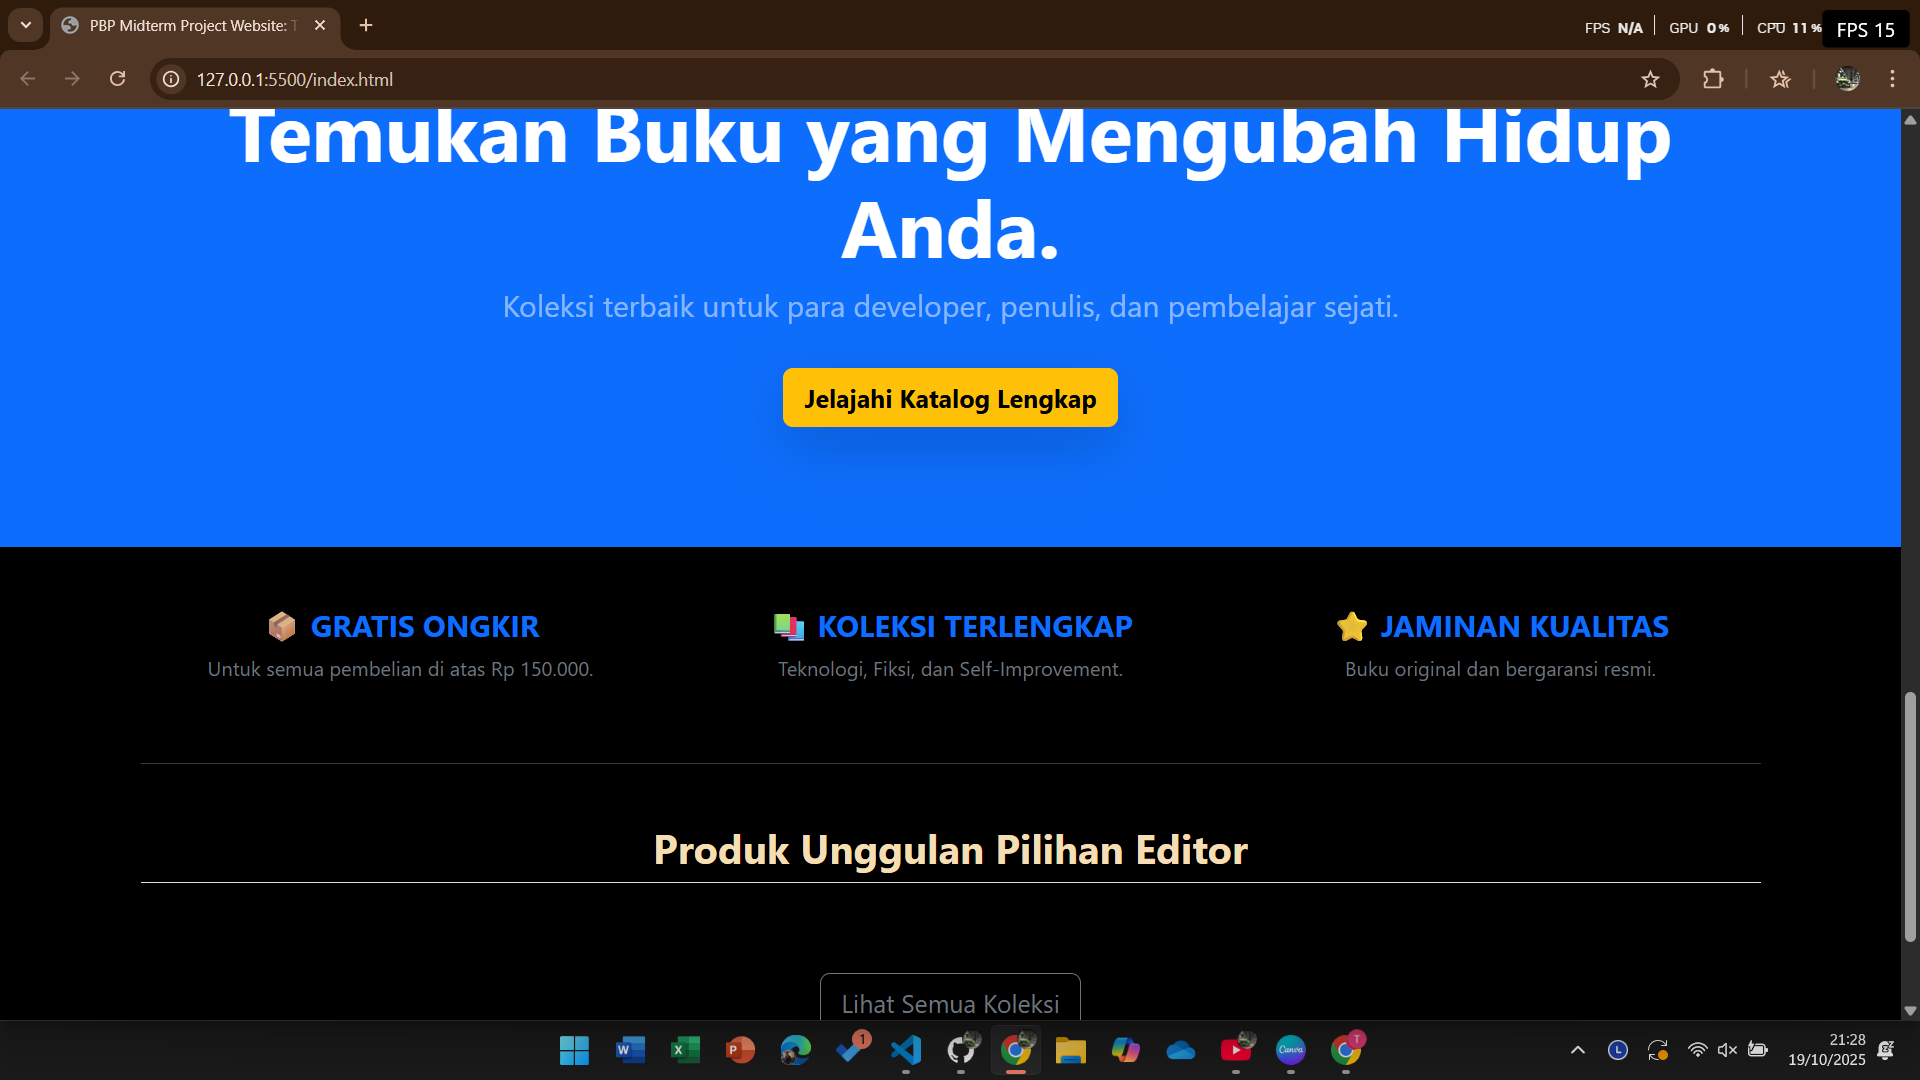 PBP Midterm Project Website: T
FPS N/A GPU 0% CPU 11% FPS 15
127.0.0.1:5500/index.html
Temukan Buku yang Mengubah Hidup
Anda.
Koleksi terbaik untuk para developer, penulis, dan pembelajar sejati.
Jelajahi Katalog Lengkap
GRATIS ONGKIR
Untuk semua pembelian di atas Rp 150.000.
KOLEKSI TERLENGKAP
Teknologi, Fiksi, dan Self-Improvement.
JAMINAN KUALITAS
Buku original dan bergaransi resmi.
Produk Unggulan Pilihan Editor
Lihat Semua Koleksi
W X P 1 Canva T L
21:28
19/10/2025